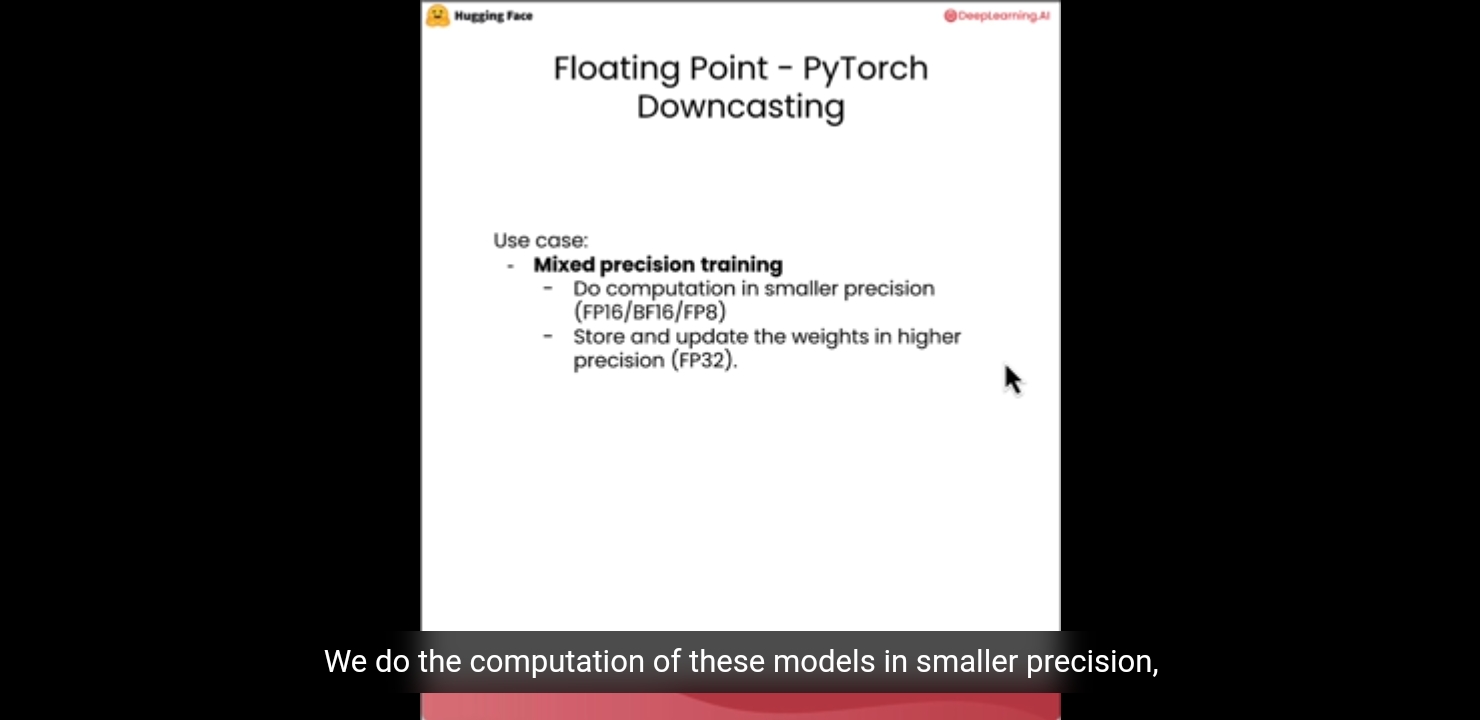 Hugging Face
DeepLearning.AI
Floating Point - PyTorch
Downcasting
Use case:
- Mixed precision training
- Do computation in smaller precision
(FP16/BF16/FP8)
- Store and update the weights in higher
precision (FP32).
We do the computation of these models in smaller precision,